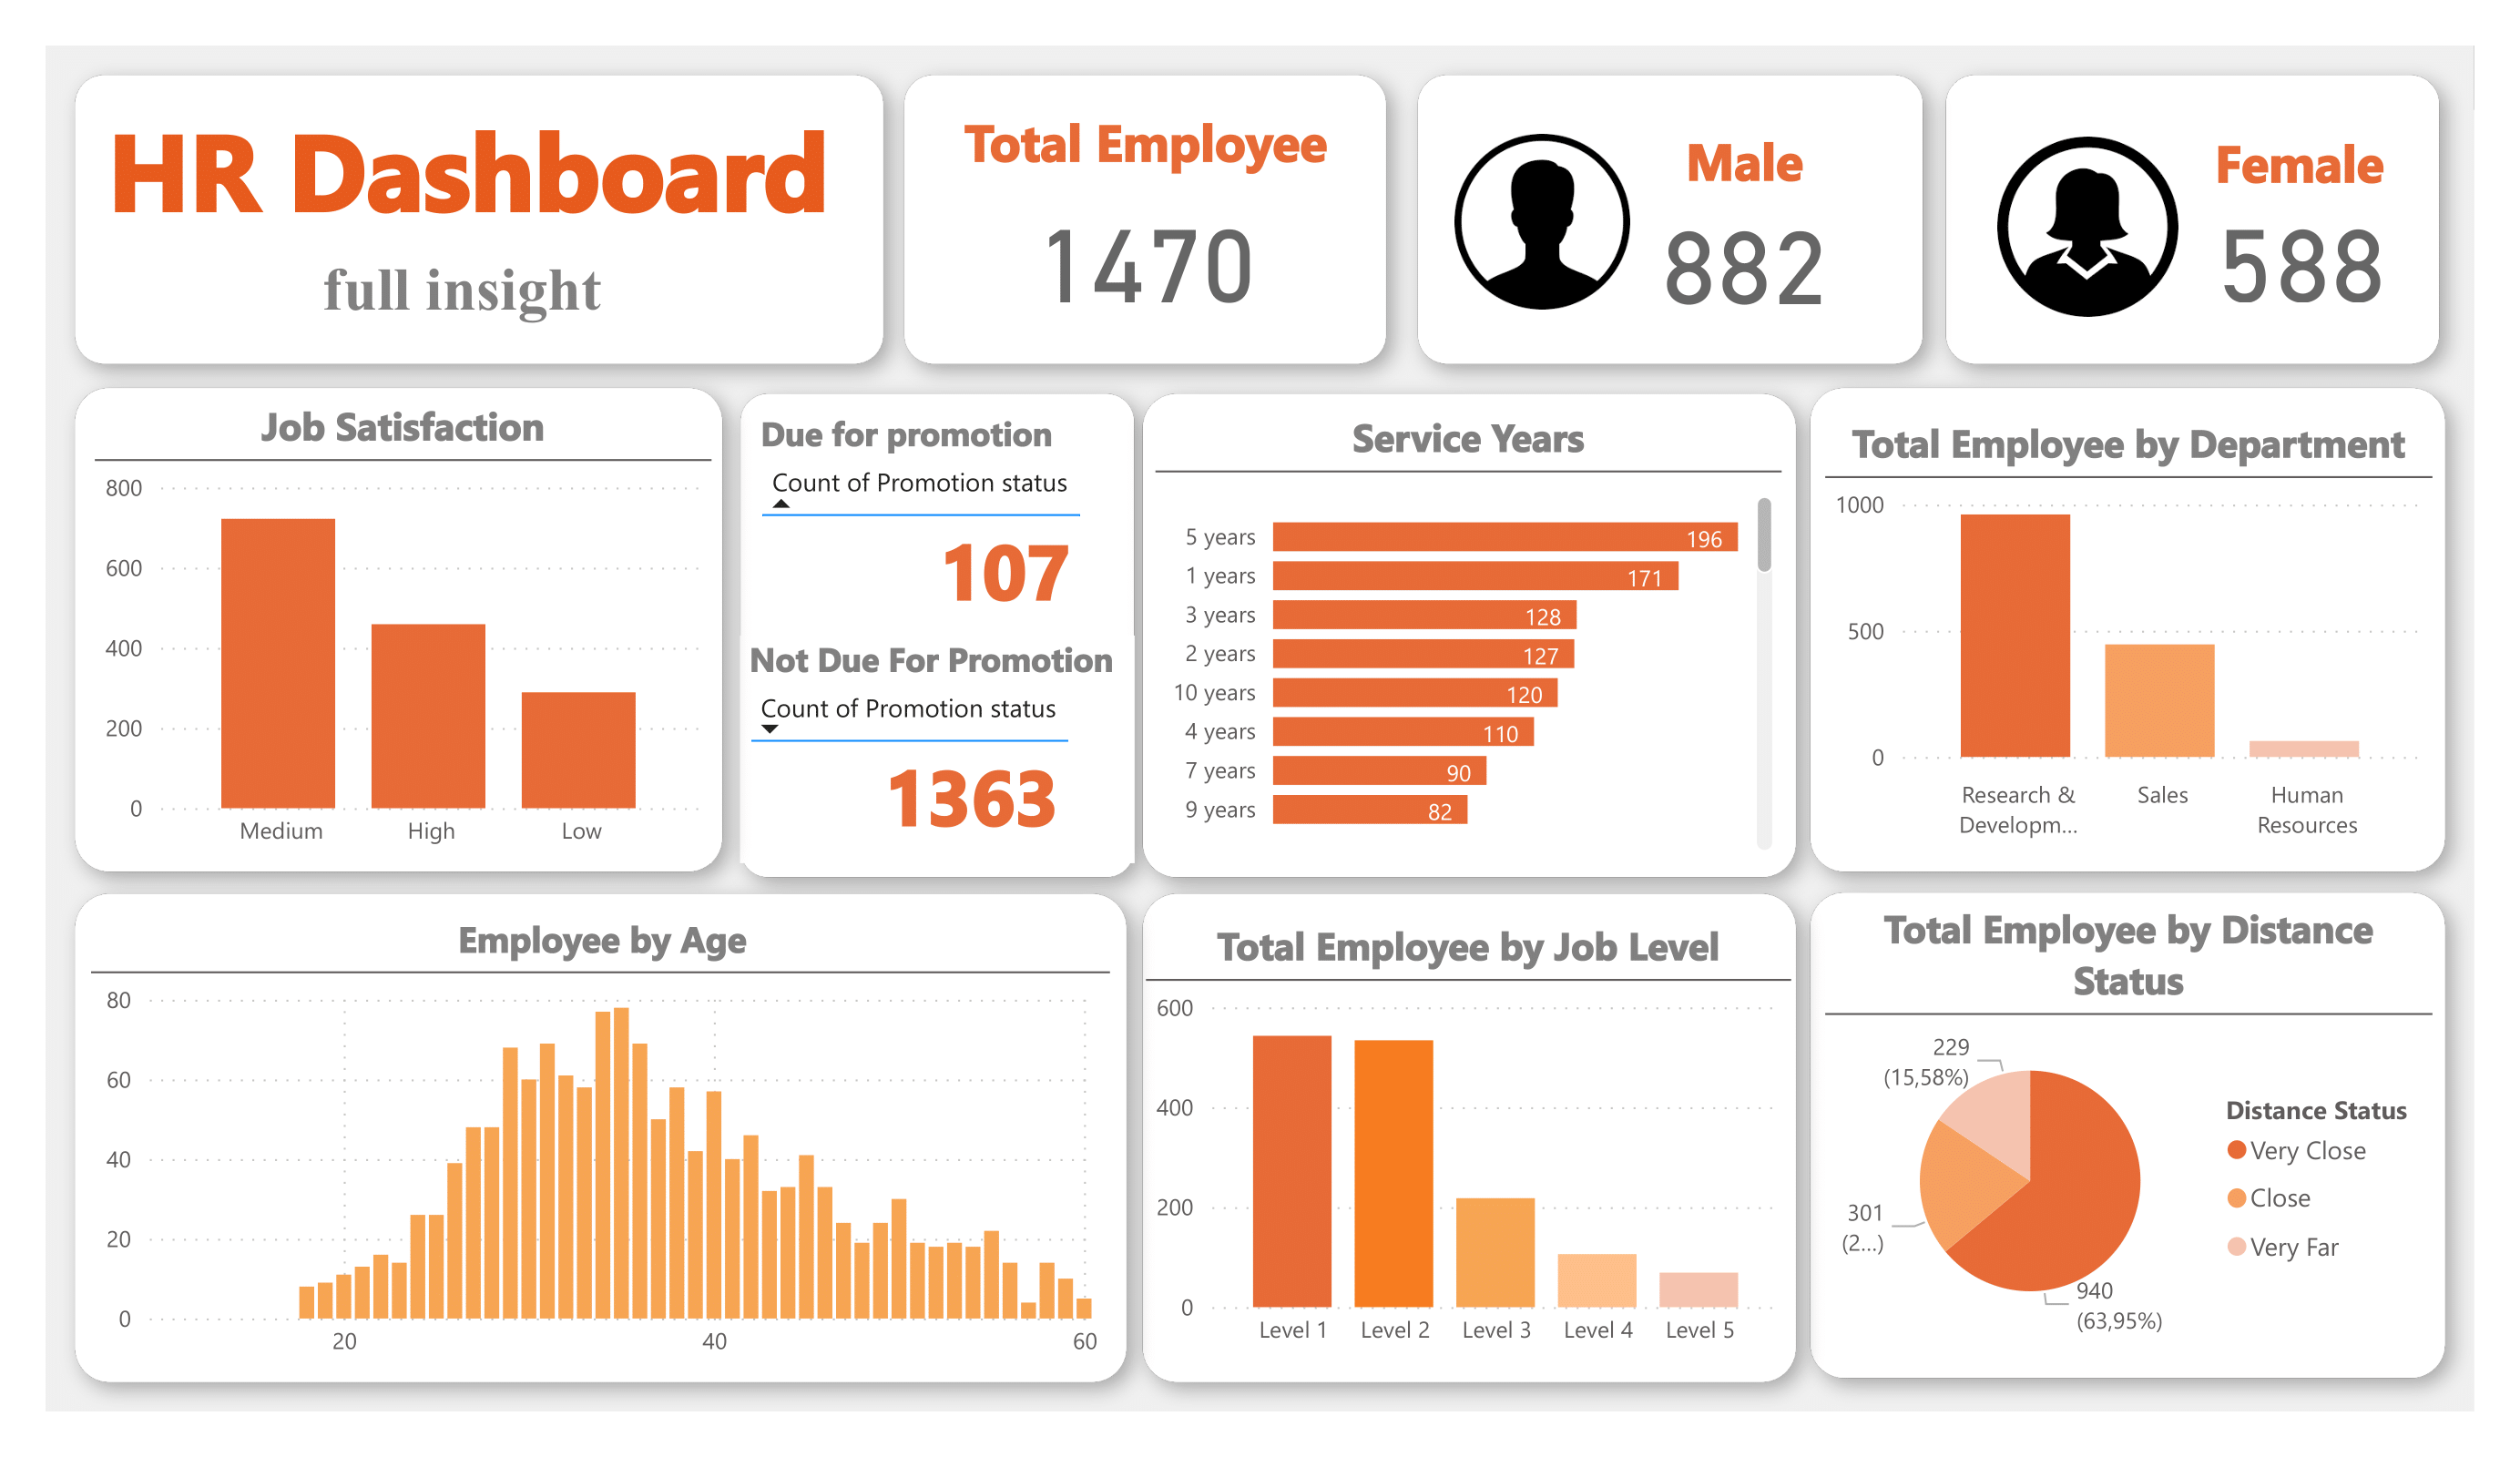 HR Dashboard
full insight
Total Employee
1470
Male
882
Female
588
Job Satisfaction
800
600
400
200
0
Medium
High
Low
Due for promotion
Count of Promotion status
107
Not Due For Promotion
Count of Promotion status
1363
Service Years
5 years
196
1 years
171
3 years
128
2 years
127
10 years
120
4 years
110
7 years
90
9 years
82
Total Employee by Department
1000
500
0
Research &
Developm...
Sales
Human
Resources
Employee by Age
80
60
40
20
0
20
40
60
Total Employee by Job Level
600
400
200
0
Level 1
Level 2
Level 3
Level 4
Level 5
Total Employee by Distance
Status
229
(15,58%)
301
(2...)
940
(63,95%)
Distance Status
Very Close
Close
Very Far